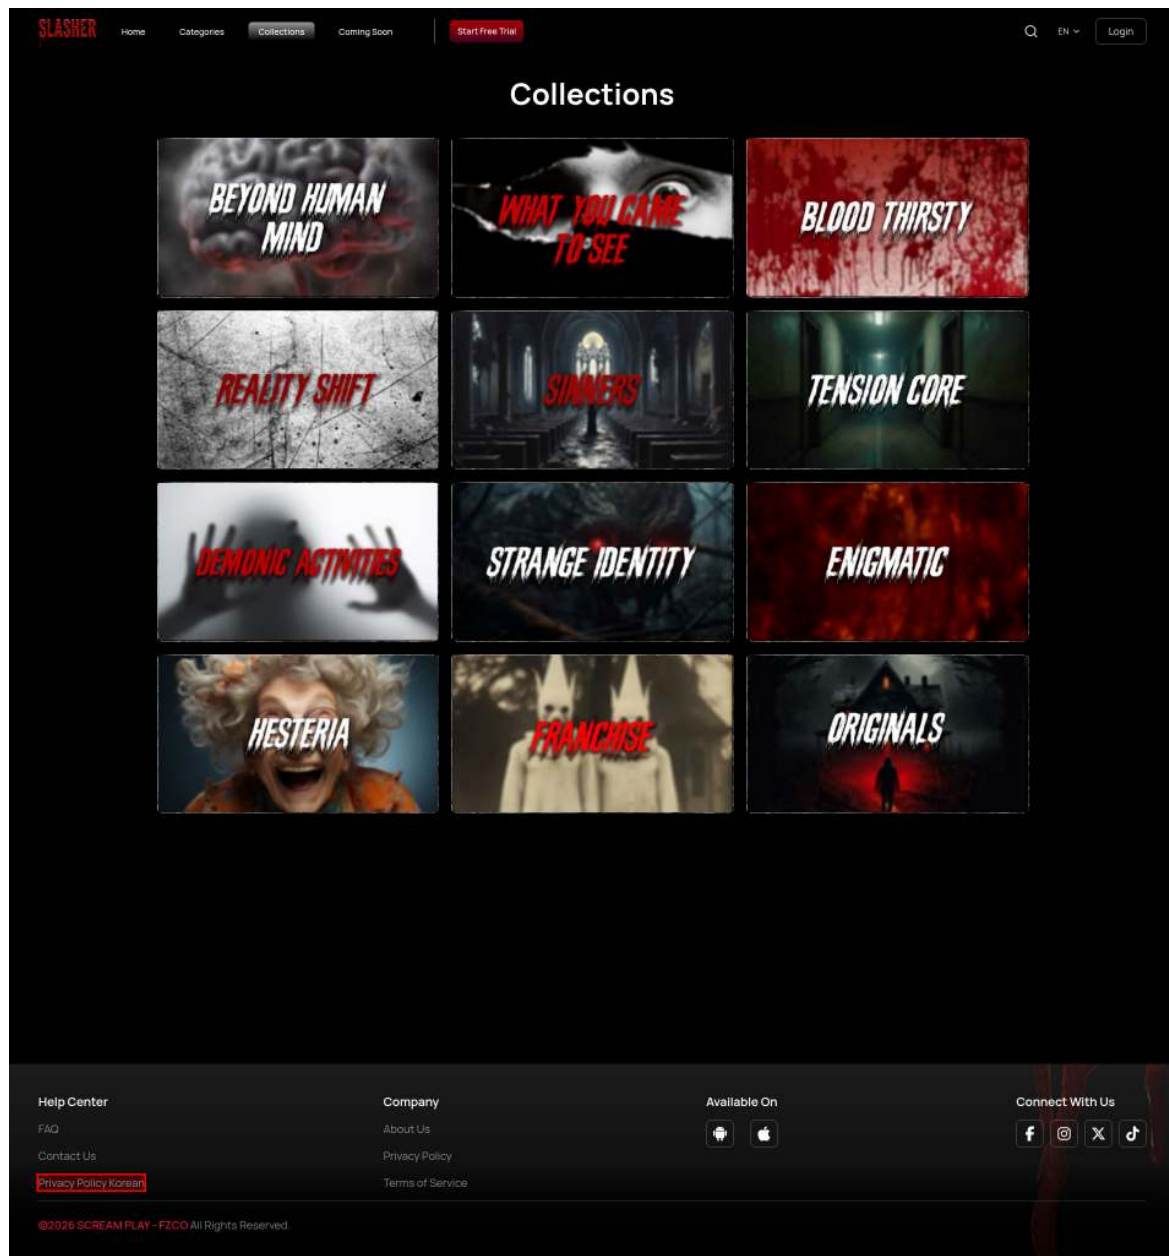 SLASHER
Home
Categories
Collections
Coming Soon
Start Free Trial
EN
Login
Collections
BEYOND HUMAN
MIND
WHAT YOU CAME
TO SEE
BLOOD THIRSTY
REALITY SHIFT
SINNERS
TENSION CORE
DEMONIC ACTIVITIES
STRANGE IDENTITY
ENIGMATIC
HESTERIA
FRANCHISE
ORIGINALS
Help Center
FAQ
Contact Us
Privacy Policy Korean
Company
About Us
Privacy Policy
Terms of Service
Available On
Connect With Us
©2026 SCREAM PLAY - FZCO All Rights Reserved.